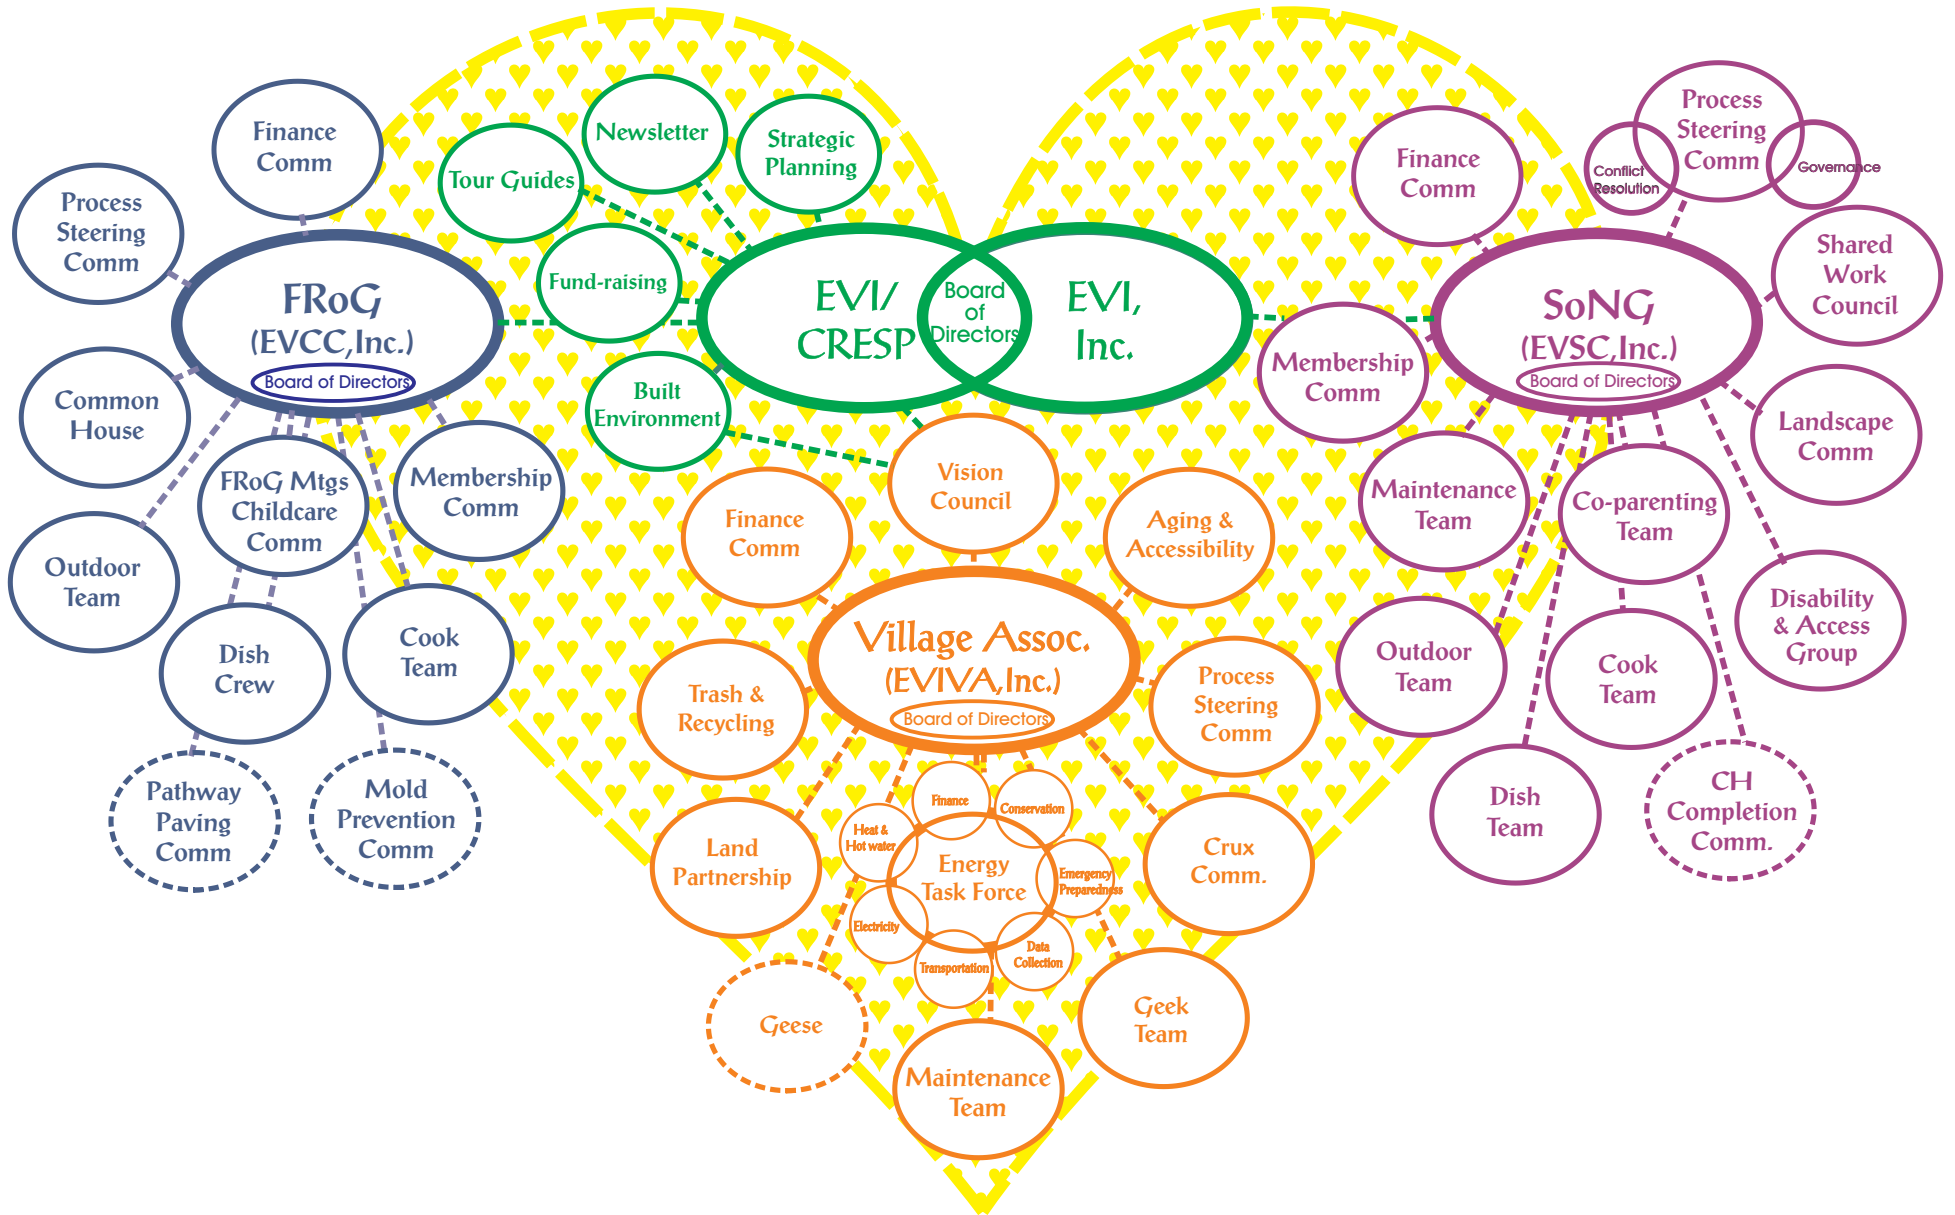 Finance
Comm
Process
Steering
Comm
FRoG
(EVCC,Inc.)
Board of Directors
Common
House
Outdoor
Team
FRoG Mtgs
Childcare
Comm
Membership
Comm
Dish
Crew
Cook
Team
Pathway
Paving
Comm
Mold
Prevention
Comm
Tour Guides
Newsletter
Strategic
Planning
Fund-raising
Built
Environment
EVI/
CRESP
Board
of
Directors
EVI,
Inc.
Vision
Council
Finance
Comm
Aging &
Accessibility
Village Assoc.
(EVIVA,Inc.)
Board of Directors
Trash &
Recycling
Process
Steering
Comm
Land
Partnership
Crux
Comm.
Energy
Task Force
Finance
Conservation
Heat &
Hot water
Emergency
Preparedness
Electricity
Transportation
Data
Collection
Geese
Geek
Team
Maintenance
Team
Finance
Comm
Process
Steering
Comm
Conflict
Resolution
Governance
Shared
Work
Council
SoNG
(EVSC,Inc.)
Board of Directors
Membership
Comm
Landscape
Comm
Maintenance
Team
Co-parenting
Team
Disability
& Access
Group
Outdoor
Team
Cook
Team
Dish
Team
CH
Completion
Comm.